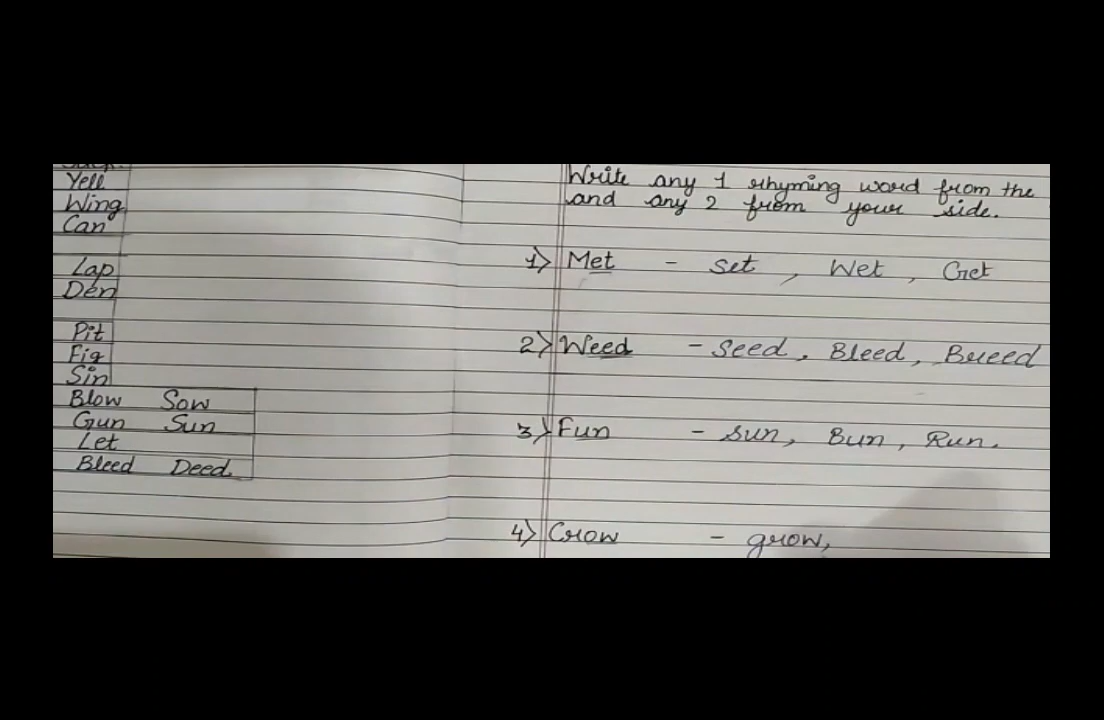 Yell
Wing
Can
Lap
Den
Pit
Fig
Sin
Blow Sow
Gun Sun
Let
Bleed Deed
Write any 1 rhyming word from the
and any 2 from your side.
1) Met - set, Wet, Get
2) Weed - seed, Bleed, Breed
3) Fun - sun, Bun, Run.
4) Crow - grow,